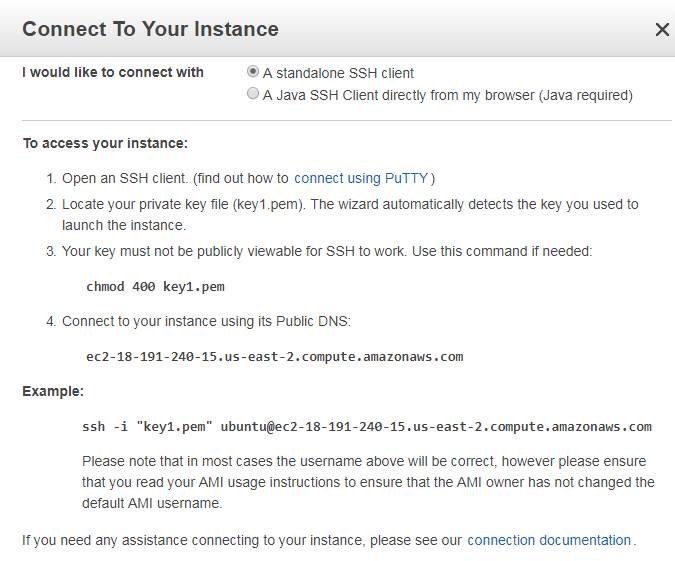 Connect To Your Instance
I would like to connect with
A standalone SSH client
A Java SSH Client directly from my browser (Java required)
To access your instance:
1. Open an SSH client. (find out how to connect using PuTTY)
2. Locate your private key file (key1.pem). The wizard automatically detects the key you used to
launch the instance.
3. Your key must not be publicly viewable for SSH to work. Use this command if needed:
chmod 400 key1.pem
4. Connect to your instance using its Public DNS:
ec2-18-191-240-15.us-east-2.compute.amazonaws.com
Example:
ssh -i "key1.pem" ubuntu@ec2-18-191-240-15.us-east-2.compute.amazonaws.com
Please note that in most cases the username above will be correct, however please ensure
that you read your AMI usage instructions to ensure that the AMI owner has not changed the
default AMI username.
If you need any assistance connecting to your instance, please see our connection documentation.